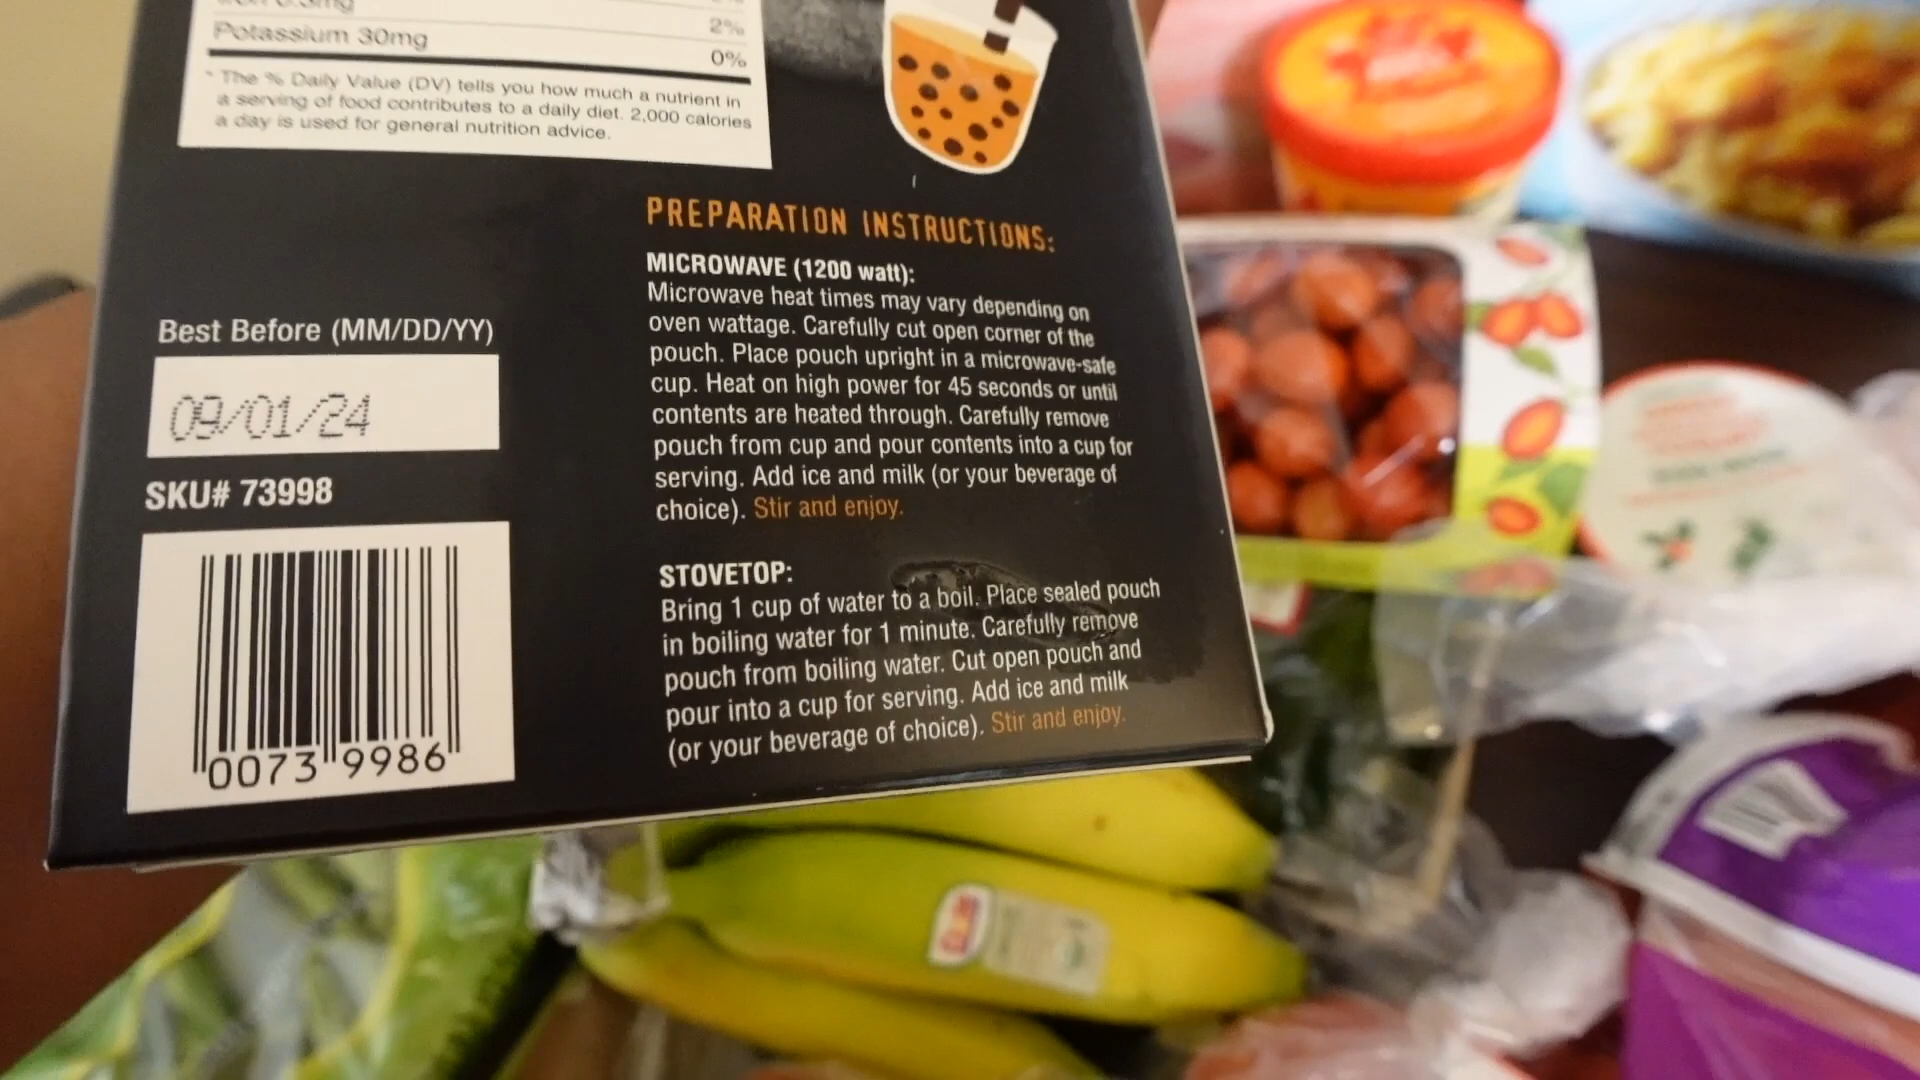 Potassium 30mg
2%
0%
* The % Daily Value (DV) tells you how much a nutrient in
a serving of food contributes to a daily diet. 2,000 calories
a day is used for general nutrition advice.
PREPARATION INSTRUCTIONS:
MICROWAVE (1200 watt):
Microwave heat times may vary depending on
oven wattage. Carefully cut open corner of the
pouch. Place pouch upright in a microwave-safe
cup. Heat on high power for 45 seconds or until
contents are heated through. Carefully remove
pouch from cup and pour contents into a cup for
serving. Add ice and milk (or your beverage of
choice). Stir and enjoy.
STOVETOP:
Bring 1 cup of water to a boil. Place sealed pouch
in boiling water for 1 minute. Carefully remove
pouch from boiling water. Cut open pouch and
pour into a cup for serving. Add ice and milk
(or your beverage of choice). Stir and enjoy.
Best Before (MM/DD/YY)
09/01/24
SKU# 73998
0073 9986
Dole